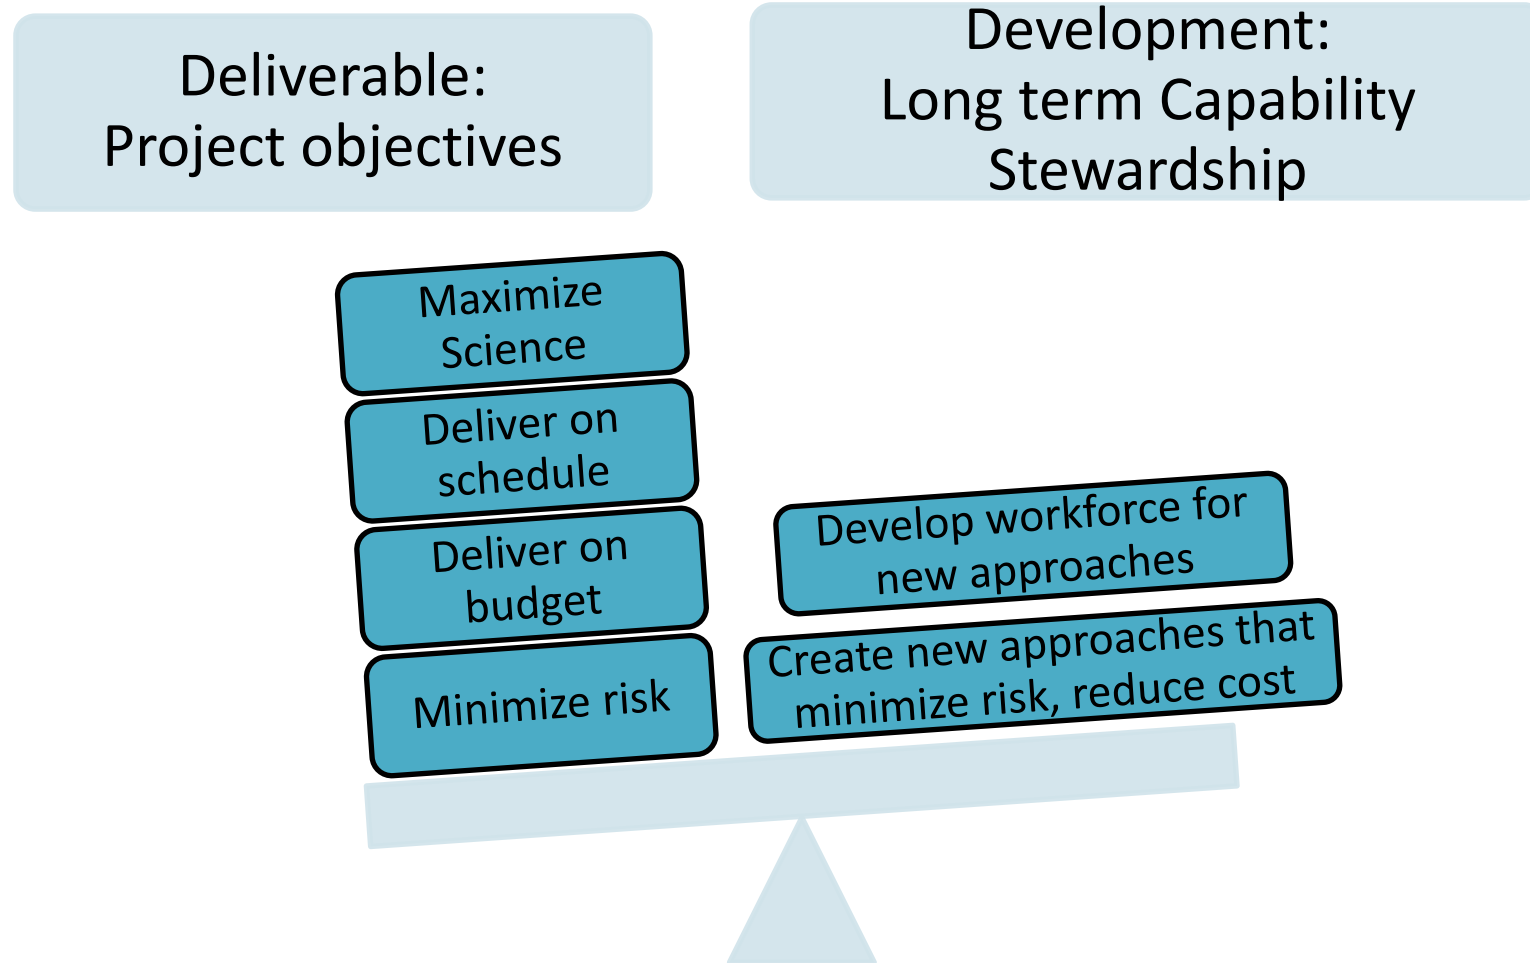 Deliverable:
Project objectives
Development:
Long term Capability
Stewardship
Maximize
Science
Deliver on
schedule
Deliver on
budget
Minimize risk
Develop workforce for
new approaches
Create new approaches that
minimize risk, reduce cost